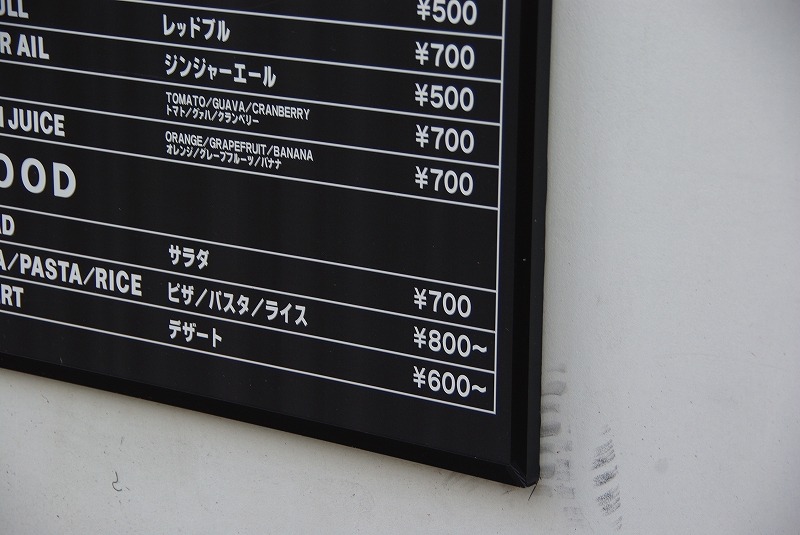 ULL レッドブル ¥500
R AIL ジンジャーエール ¥700
¥500
TOMATO/GUAVA/CRANBERRY
トマト/グァバ/クランベリー ¥700
JUICE ORANGE/GRAPEFRUIT/BANANA
オレンジ/グレープフルーツ/バナナ ¥700
OOD
AD サラダ ¥700
A/PASTA/RICE ピザ/パスタ/ライス ¥800~
RT デザート ¥600~